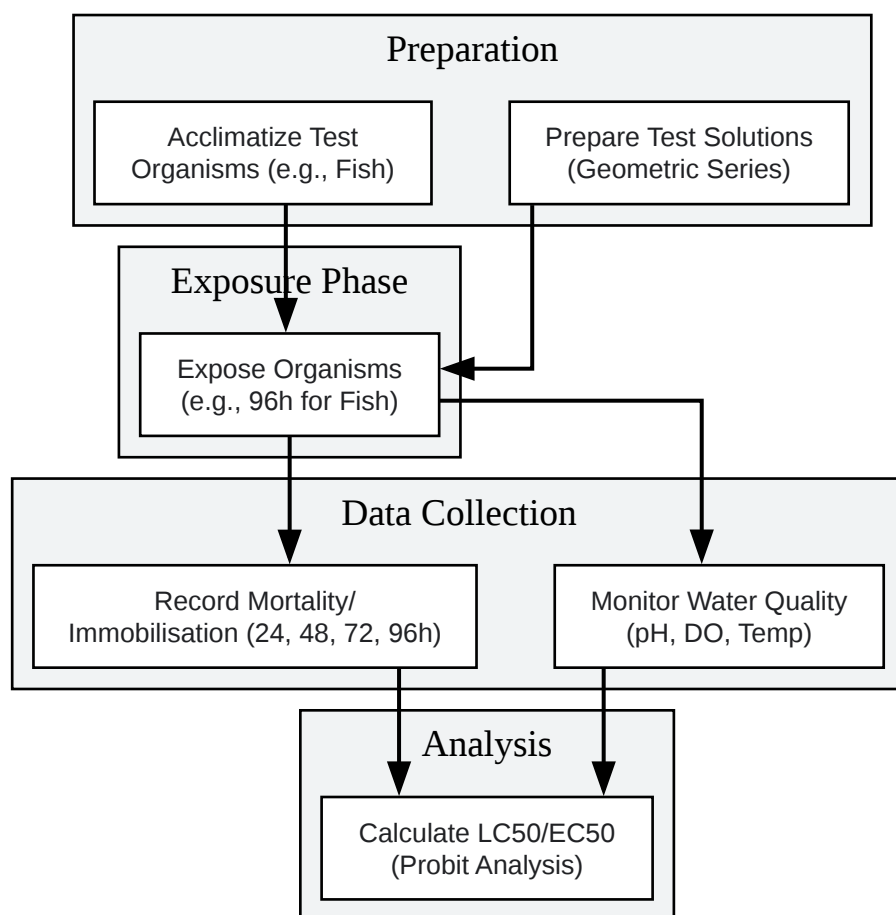 Preparation
Acclimatize Test
Organisms (e.g., Fish)
Prepare Test Solutions
(Geometric Series)
Exposure Phase
Expose Organisms
(e.g., 96h for Fish)
Data Collection
Record Mortality/
Immobilisation (24, 48, 72, 96h)
Monitor Water Quality
(pH, DO, Temp)
Analysis
Calculate LC50/EC50
(Probit Analysis)